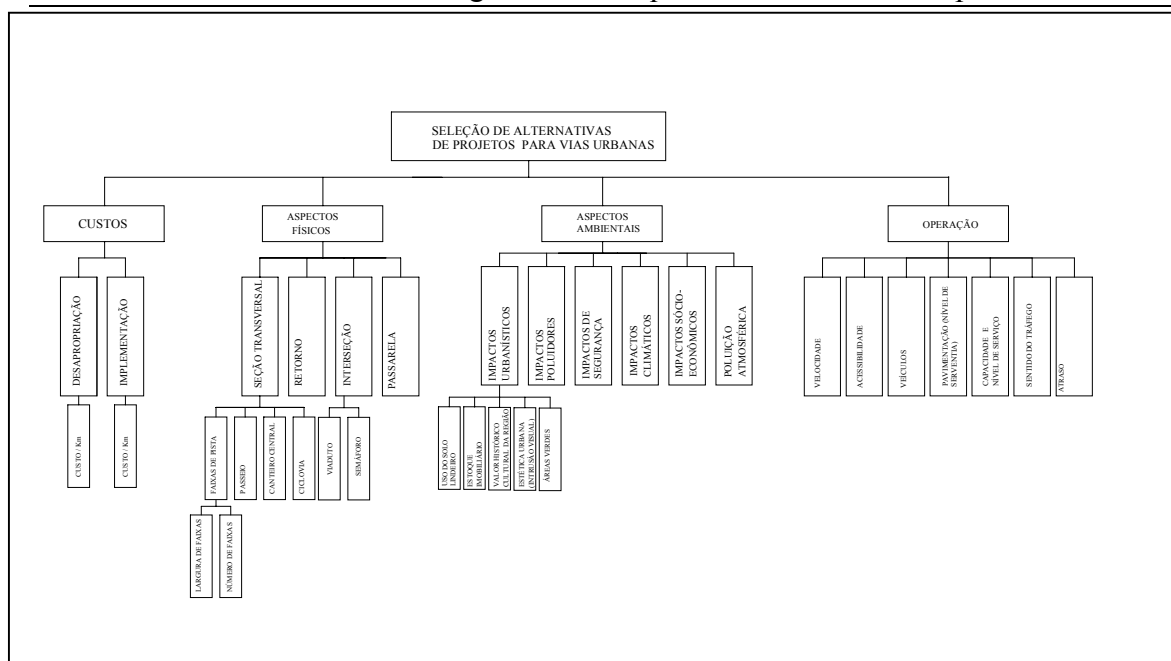 SELEÇÃO DE ALTERNATIVAS
DE PROJETOS PARA VIAS URBANAS
CUSTOS
ASPECTOS
FÍSICOS
ASPECTOS
AMBIENTAIS
OPERAÇÃO
DESAPROPRIAÇÃO
IMPLEMENTAÇÃO
SEÇÃO TRANSVERSAL
RETORNO
INTERSEÇÃO
PASSARELA
IMPACTOS
URBANÍSTICOS
IMPACTOS
POLUIDORES
IMPACTOS DE
SEGURANÇA
IMPACTOS
CLIMÁTICOS
IMPACTOS SÓCIO-
ECONÔMICOS
POLUIÇÃO
ATMOSFÉRICA
VELOCIDADE
ACESSIBILIDADE
VEÍCULOS
PAVIMENTAÇÃO (NÍVEL DE
SERVENTIA)
CAPACIDADE E
NÍVEL DE SERVIÇO
SENTIDO DO TRÁFEGO
ATRASO
CUSTO / Km
CUSTO / Km
FAIXAS DE PISTA
PASSEIO
CANTEIRO CENTRAL
CICLOVIA
VIADUTO
SEMÁFORO
USO DO SOLO
LINDEIRO
ESTOQUE
IMOBILIÁRIO
VALOR HISTÓRICO
CULTURAL DA REGIÃO
ESTÉTICA URBANA
(INTRUSÃO VISUAL)
ÁREAS VERDES
LARGURA DE FAIXAS
NÚMERO DE FAIXAS